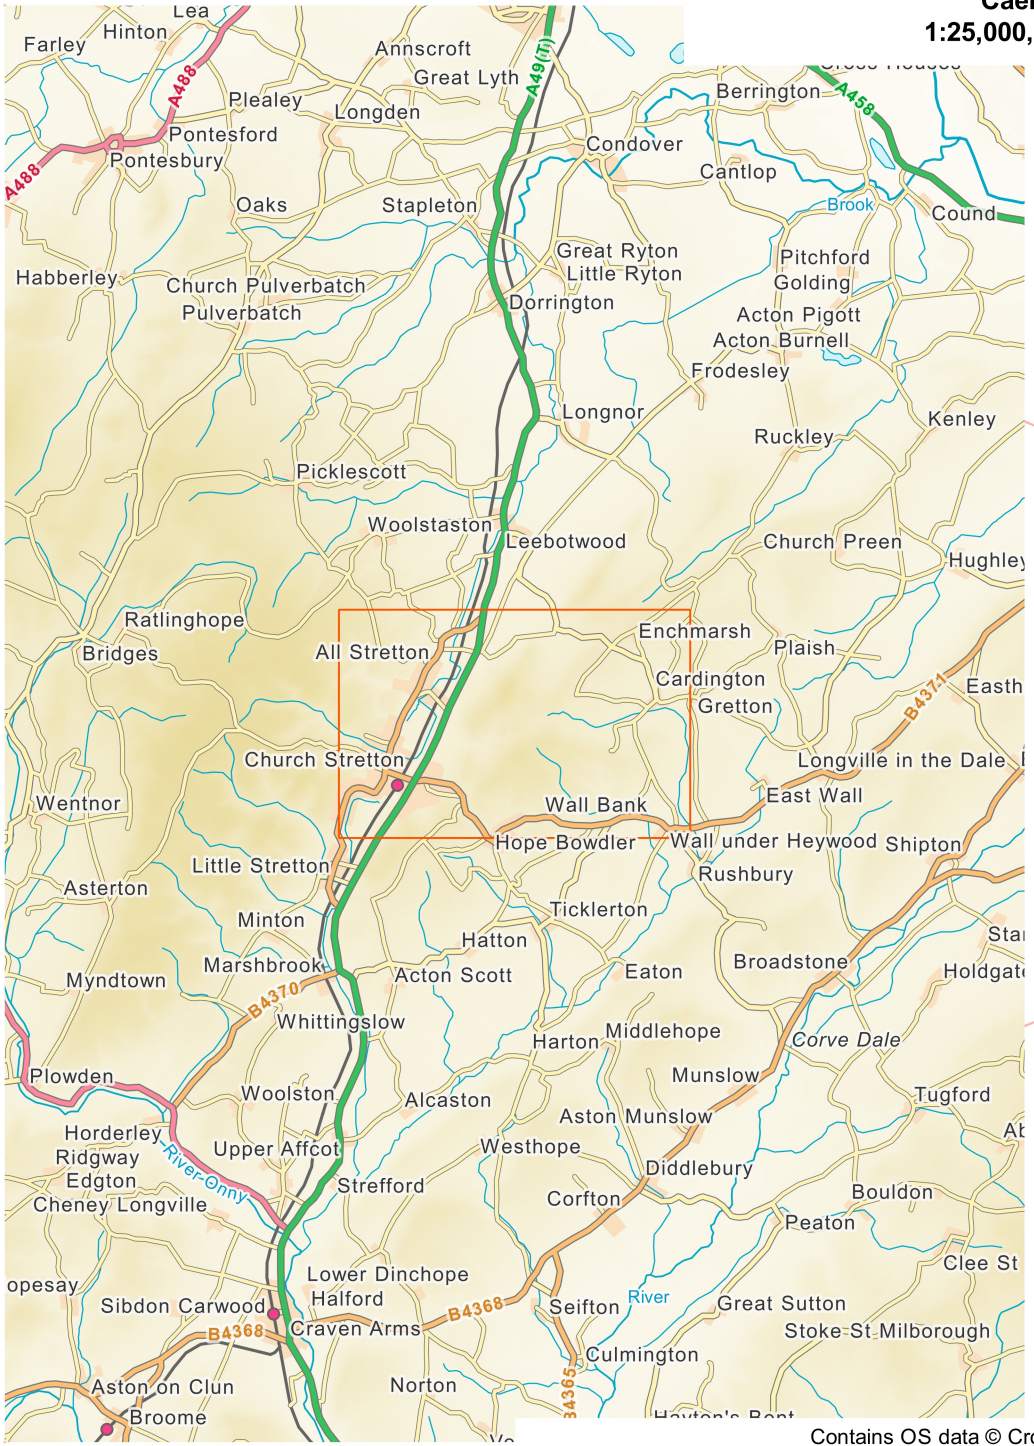 Caer
1:25,000,
Lea
Hinton
Farley
Annscroft
Great Lyth
A49(T)
A488
Plealey
Longden
Berrington
A458
Pontesford
Pontesbury
Condover
Cantlop
A488
Oaks
Stapleton
Brook
Cound
Great Ryton
Little Ryton
Pitchford
Golding
Habberley
Church Pulverbatch
Pulverbatch
Dorrington
Acton Pigott
Acton Burnell
Frodesley
Longnor
Kenley
Ruckley
Picklescott
Woolstaston
Leebotwood
Church Preen
Hughley
Ratlinghope
Bridges
All Stretton
Enchmarsh
Plaish
Cardington
Gretton
B4371
Easth
Church Stretton
Longville in the Dale
Wentnor
Wall Bank
East Wall
Hope Bowdler
Wall under Heywood
Shipton
Little Stretton
Rushbury
Asterton
Minton
Ticklerton
Hatton
Marshbrook
Acton Scott
Eaton
Broadstone
Star
Holdgate
Myndtown
B4370
Whittingslow
Harton
Middlehope
Corve Dale
Plowden
Munslow
Woolston
Alcaston
Tugford
Aston Munslow
Horderley
Ridgway
Edgton
Upper Affcot
Westhope
Ab
River Onny
Diddlebury
Strefford
Corfton
Bouldon
Cheney Longville
Peaton
Clee St
opesay
Lower Dinchope
Halford
Sibdon Carwood
B4368
Seifton
River
Great Sutton
B4368
Craven Arms
Stoke St Milborough
Culmington
Aston on Clun
Norton
B4365
Broome
Contains OS data © Cro